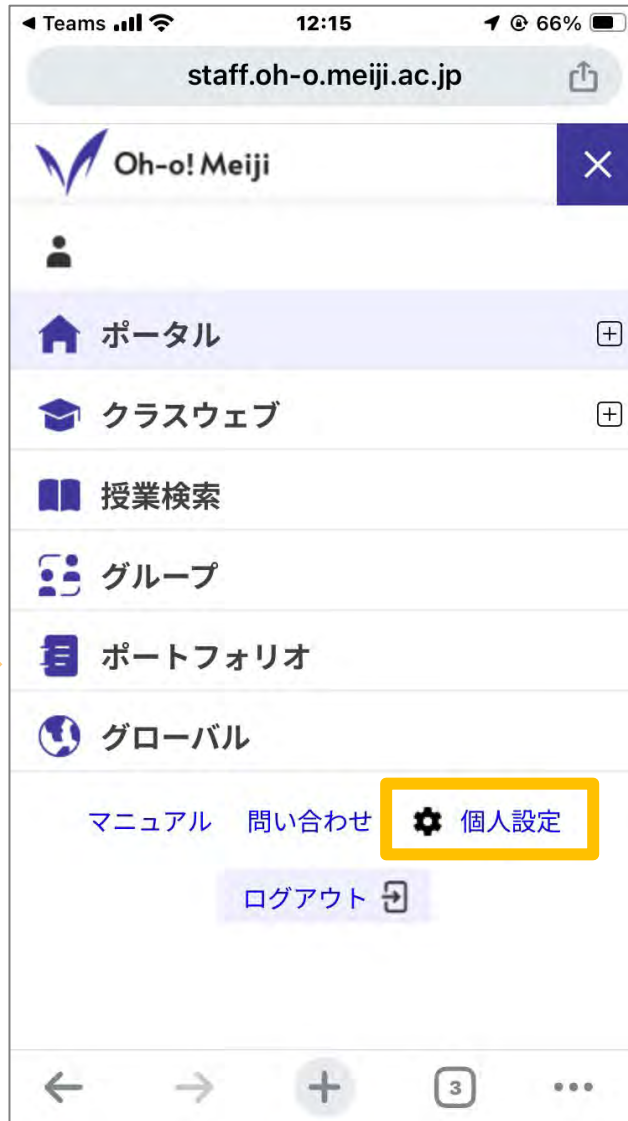 ◀ Teams 12:15 66%
staff.oh-o.meiji.ac.jp
Oh-o! Meiji
ポータル
クラスウェブ
授業検索
グループ
ポートフォリオ
グローバル
マニュアル 問い合わせ 個人設定
ログアウト
3